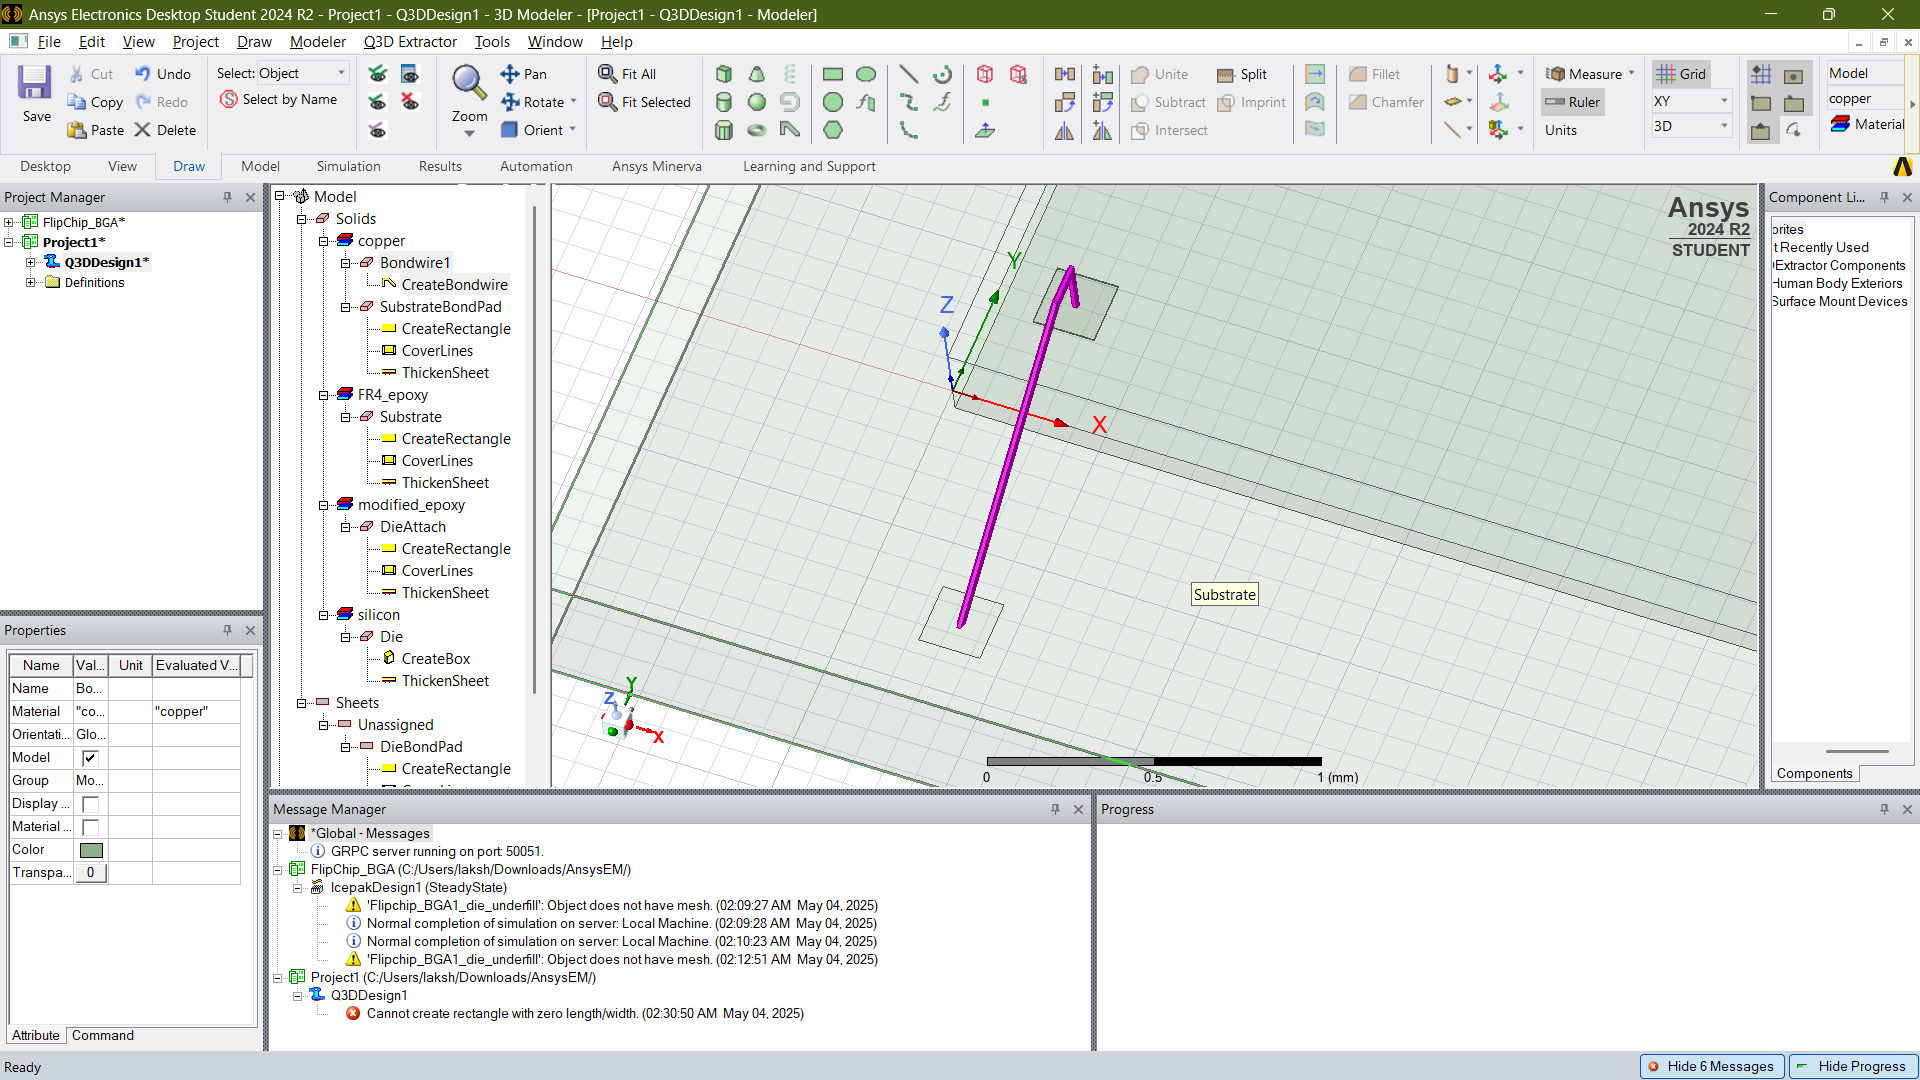 Ansys Electronics Desktop Student 2024 R2 - Project1 - Q3DDesign1 - 3D Modeler - [Project1 - Q3DDesign1 - Modeler]
File Edit View Project Draw Modeler Q3D Extractor Tools Window Help
Save
Cut
Copy
Paste
Undo
Redo
Delete
Select: Object
Select by Name
Zoom
Pan
Rotate
Orient
Fit All
Fit Selected
Unite
Subtract
Intersect
Split
Imprint
Fillet
Chamfer
Measure
Ruler
Units
Grid
XY
3D
Model
copper
Material
Desktop View Draw Model Simulation Results Automation Ansys Minerva Learning and Support
Project Manager
FlipChip_BGA*
Project1*
Q3DDesign1*
Definitions
Properties
Name Val... Unit Evaluated V...
Name Bo...
Material "co... "copper"
Orientati... Glo...
Model
Group Mo...
Display ...
Material ...
Color
Transpa... 0
Attribute Command
Model
Solids
copper
Bondwire1
CreateBondwire
SubstrateBondPad
CreateRectangle
CoverLines
ThickenSheet
FR4_epoxy
Substrate
CreateRectangle
CoverLines
ThickenSheet
modified_epoxy
DieAttach
CreateRectangle
CoverLines
ThickenSheet
silicon
Die
CreateBox
ThickenSheet
Sheets
Unassigned
DieBondPad
CreateRectangle
Ansys
2024 R2
STUDENT
Y
Z
X
Substrate
Y
Z
X
0 0.5 1 (mm)
Component Li...
orites
t Recently Used
Extractor Components
Human Body Exteriors
Surface Mount Devices
Components
Message Manager
*Global - Messages
GRPC server running on port: 50051.
FlipChip_BGA (C:/Users/laksh/Downloads/AnsysEM/)
IcepakDesign1 (SteadyState)
'Flipchip_BGA1_die_underfill': Object does not have mesh. (02:09:27 AM May 04, 2025)
Normal completion of simulation on server: Local Machine. (02:09:28 AM May 04, 2025)
Normal completion of simulation on server: Local Machine. (02:10:23 AM May 04, 2025)
'Flipchip_BGA1_die_underfill': Object does not have mesh. (02:12:51 AM May 04, 2025)
Project1 (C:/Users/laksh/Downloads/AnsysEM/)
Q3DDesign1
Cannot create rectangle with zero length/width. (02:30:50 AM May 04, 2025)
Progress
Ready
Hide 6 Messages
Hide Progress